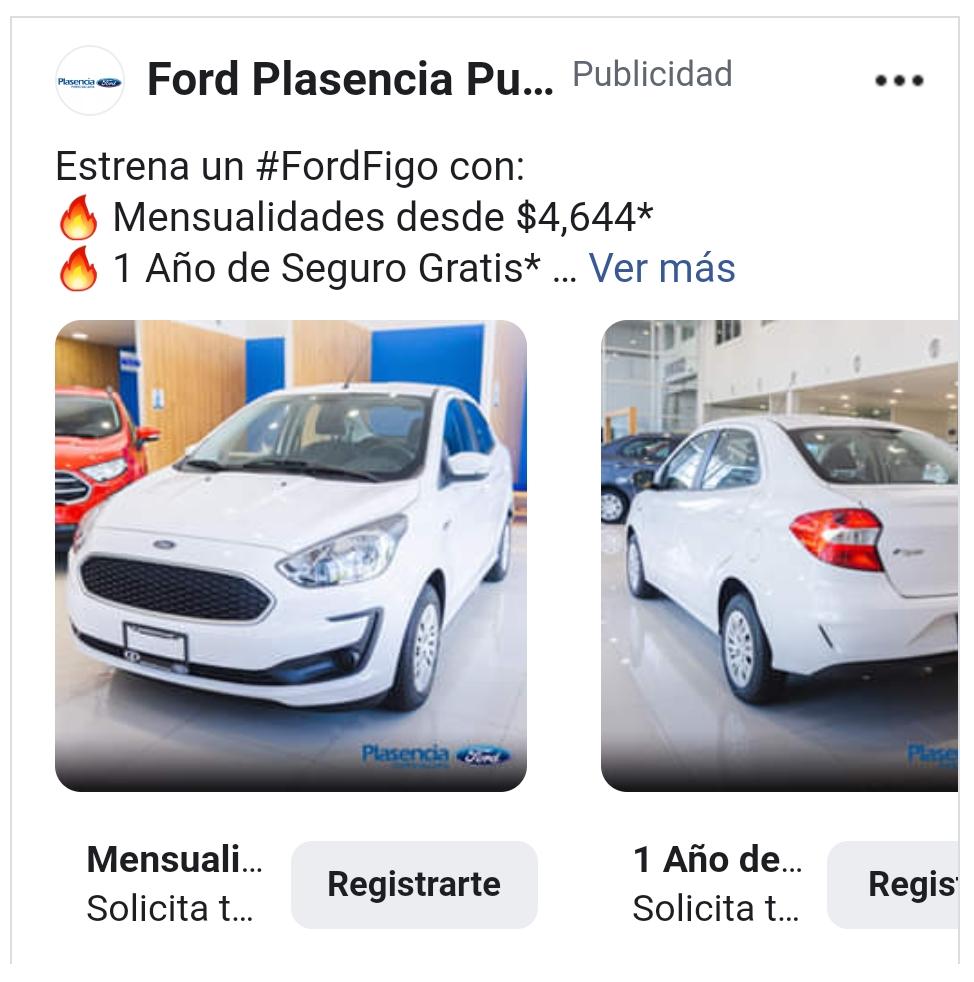 Plasencia Ford
Ford Plasencia Pu... Publicidad
Estrena un #FordFigo con:
🔥 Mensualidades desde $4,644*
🔥 1 Año de Seguro Gratis* ... Ver más
Plasencia Ford
Plase
Mensuali...
Solicita t...
Registrarte
1 Año de...
Solicita t...
Regis